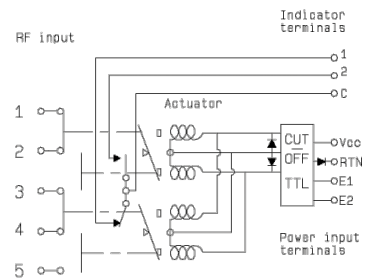 Indicator
terminals
RF input
1
2
C
Actuator
1
2
3
4
5
CUT
OFF
TTL
Vcc
RTN
E1
E2
Power input
terminals